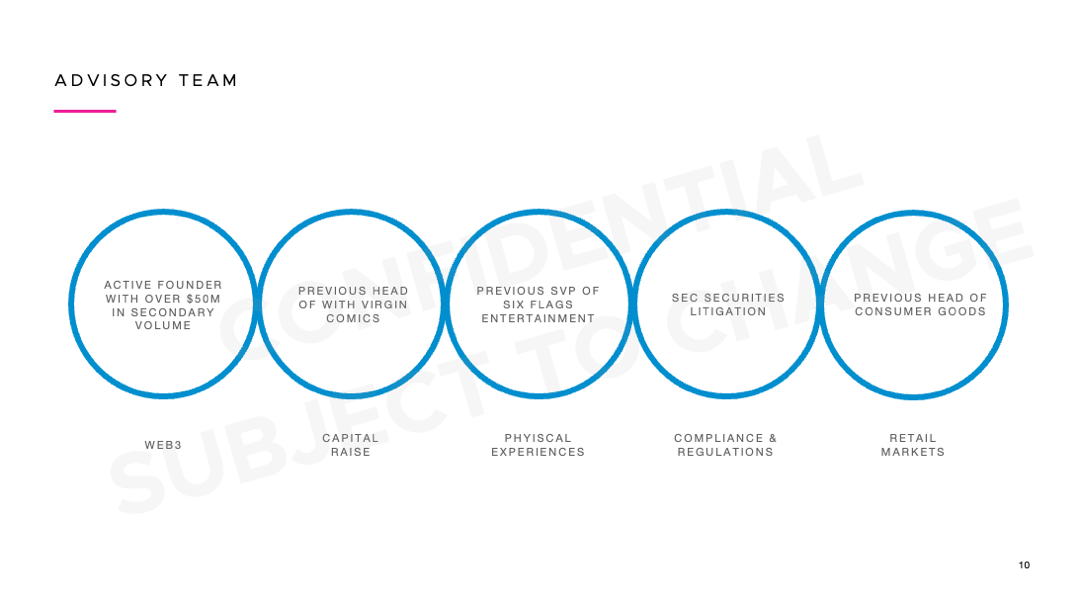 ADVISORY TEAM
CONFIDENTIAL
SUBJECT TO CHANGE
ACTIVE FOUNDER
WITH OVER $50M
IN SECONDARY
VOLUME
PREVIOUS HEAD
OF WITH VIRGIN
COMICS
PREVIOUS SVP OF
SIX FLAGS
ENTERTAINMENT
SEC SECURITIES
LITIGATION
PREVIOUS HEAD OF
CONSUMER GOODS
WEB3
CAPITAL
RAISE
PHYISCAL
EXPERIENCES
COMPLIANCE &
REGULATIONS
RETAIL
MARKETS
10